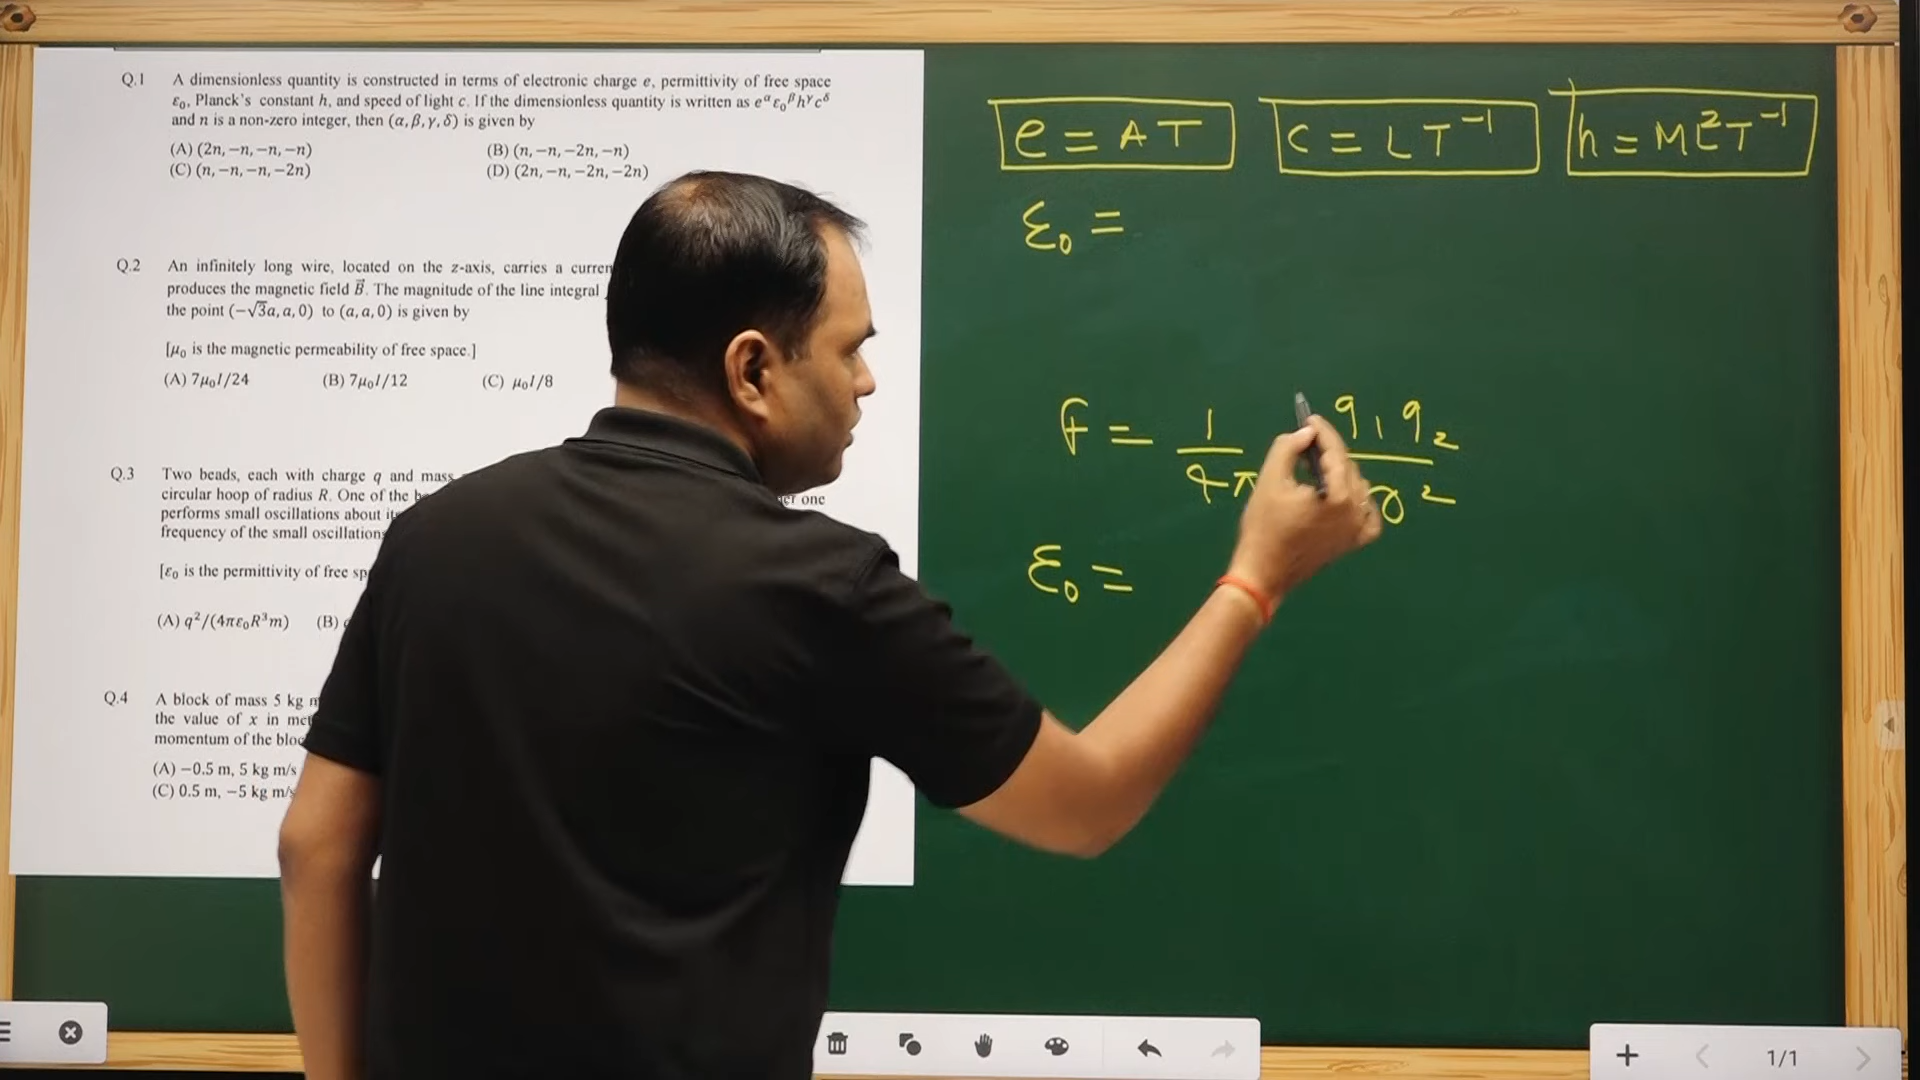 Q.1 A dimensionless quantity is constructed in terms of electronic charge e, permittivity of free space
ε₀, Planck's constant h, and speed of light c. If the dimensionless quantity is written as e^α ε₀^β h^γ c^δ
and n is a non-zero integer, then (α, β, γ, δ) is given by
(A) (2n, −n, −n, −n) (B) (n, −n, −2n, −n)
(C) (n, −n, −n, −2n) (D) (2n, −n, −2n, −2n)
Q.2 An infinitely long wire, located on the z-axis, carries a
produces the magnetic field B⃗. The magnitude of the line integral
the point (−√3a, a, 0) to (a, a, 0) is given by
[μ₀ is the magnetic permeability of free space.]
(A) 7μ₀I/24 (B) 7μ₀I/12 (C) μ₀I/8
Q.3 Two beads, each with charge q and mass
circular hoop of radius R. One of the one
performs small oscillations about
frequency of the small
[ε₀ is the permittivity of free
(A) q²/(4πε₀R³m) (B)
Q.4 A block of mass 5 kg
the value of x in
momentum of the
(A) −0.5 m, 5 kg m/s
(C) 0.5 m, −5 kg m/s
e = AT C = LT⁻¹ h = ML²T⁻¹
ε₀ =
F = 1 q₁q₂
4π 2
ε₀ =
1/1